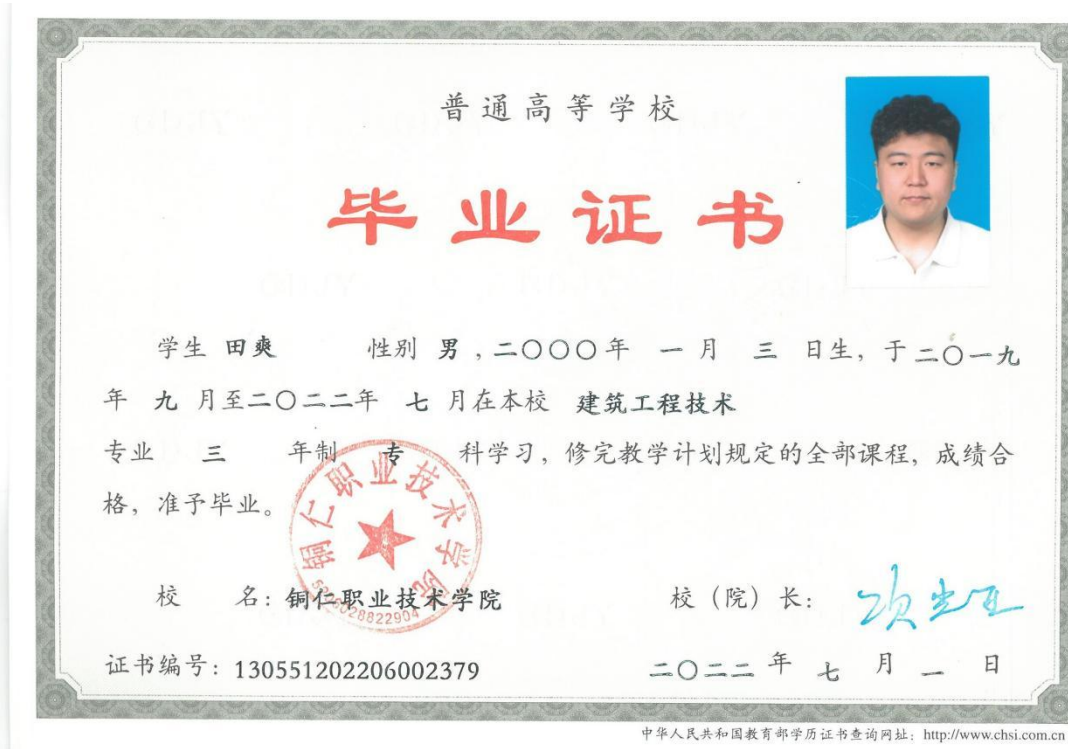 普通高等学校
毕业证书
学生 田爽 性别 男 ,二〇〇〇年 一 月 三 日生, 于二〇一九
年 九 月至二〇二二年 七 月在本校 建筑工程技术
专业 三 年制 专 科学习, 修完教学计划规定的全部课程, 成绩合
格, 准予毕业。
铜仁职业技术学院
校 名: 铜仁职业技术学院 校(院)长: 
证书编号: 130551202206002379 二〇二二 年 七 月 一 日
中华人民共和国教育部学历证书查询网址: http://www.chsi.com.cn